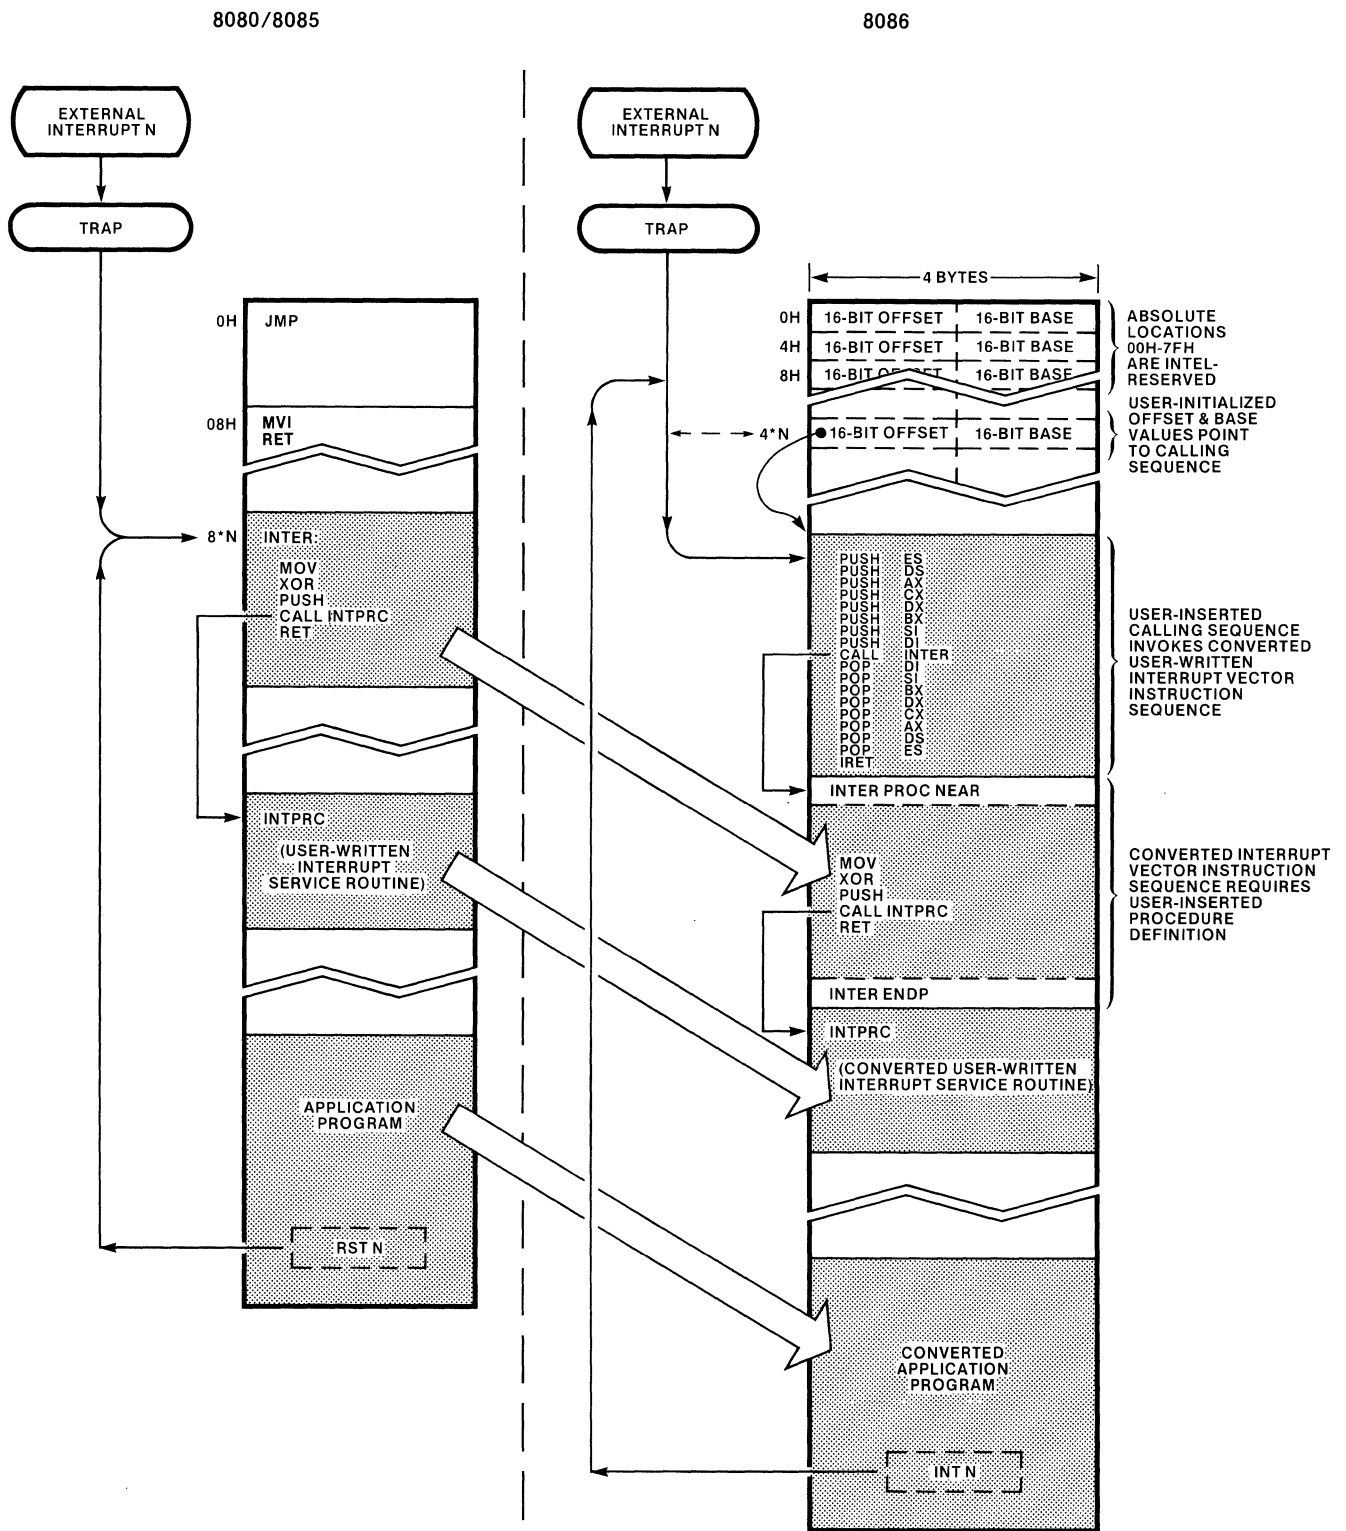 8080/8085
8086
EXTERNAL
INTERRUPT N
TRAP
0H JMP
08H MVI
RET
8*N INTER:
MOV
XOR
PUSH
CALL INTPRC
RET
INTPRC
(USER-WRITTEN
INTERRUPT
SERVICE ROUTINE)
APPLICATION
PROGRAM
RST N
EXTERNAL
INTERRUPT N
TRAP
4 BYTES
0H 16-BIT OFFSET 16-BIT BASE
4H 16-BIT OFFSET 16-BIT BASE
8H 16-BIT OFFSET 16-BIT BASE
4*N 16-BIT OFFSET 16-BIT BASE
ABSOLUTE
LOCATIONS
00H-7FH
ARE INTEL-
RESERVED
USER-INITIALIZED
OFFSET & BASE
VALUES POINT
TO CALLING
SEQUENCE
PUSH ES
PUSH DS
PUSH AX
PUSH CX
PUSH DX
PUSH BX
PUSH SI
PUSH DI
CALL INTER
POP DI
POP SI
POP BX
POP DX
POP CX
POP AX
POP DS
POP ES
IRET
USER-INSERTED
CALLING SEQUENCE
INVOKES CONVERTED
USER-WRITTEN
INTERRUPT VECTOR
INSTRUCTION
SEQUENCE
INTER PROC NEAR
MOV
XOR
PUSH
CALL INTPRC
RET
INTER ENDP
CONVERTED INTERRUPT
VECTOR INSTRUCTION
SEQUENCE REQUIRES
USER-INSERTED
PROCEDURE
DEFINITION
INTPRC
(CONVERTED USER-WRITTEN
INTERRUPT SERVICE ROUTINE)
CONVERTED
APPLICATION
PROGRAM
INT N